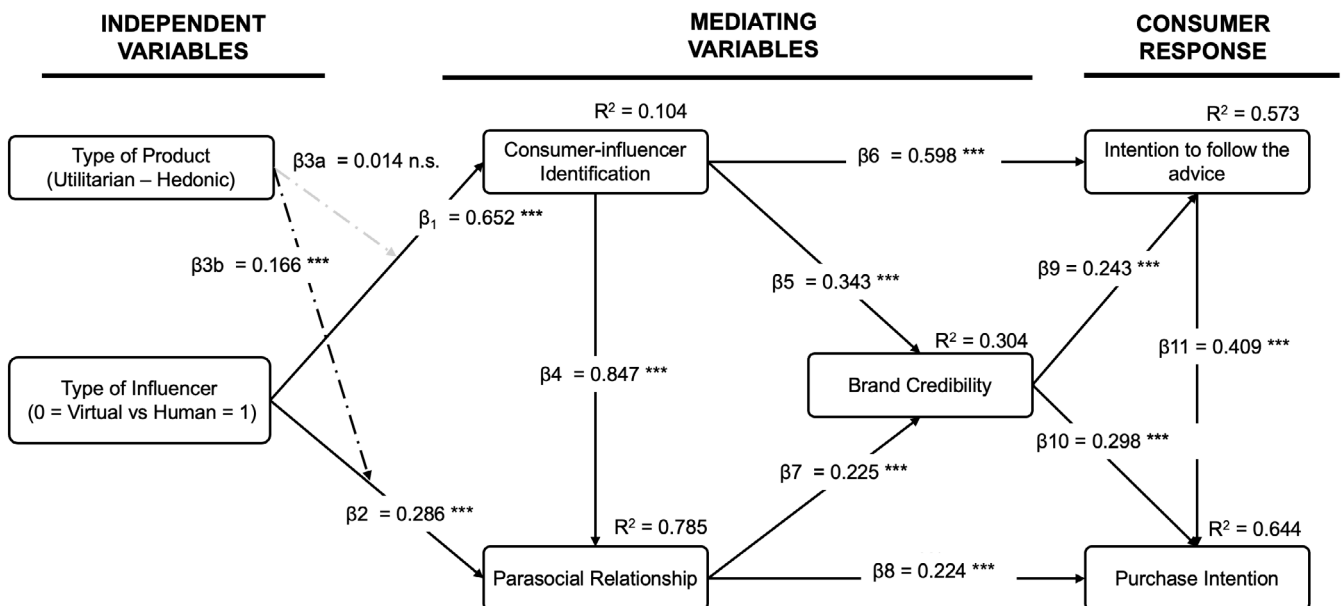 INDEPENDENT
VARIABLES
MEDIATING
VARIABLES
CONSUMER
RESPONSE
R² = 0.104
R² = 0.573
Type of Product
(Utilitarian – Hedonic)
β3a = 0.014 n.s.
Consumer-influencer
Identification
β6 = 0.598 ***
Intention to follow the
advice
β₁ = 0.652 ***
β3b = 0.166 ***
β5 = 0.343 ***
β9 = 0.243 ***
R² = 0.304
β11 = 0.409 ***
Type of Influencer
(0 = Virtual vs Human = 1)
β4 = 0.847 ***
Brand Credibility
β10 = 0.298 ***
β7 = 0.225 ***
β2 = 0.286 ***
R² = 0.785
R² = 0.644
Parasocial Relationship
β8 = 0.224 ***
Purchase Intention